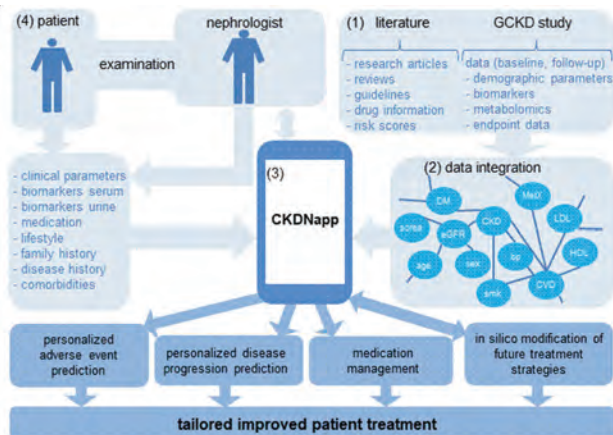 (4) patient
nephrologist
examination
(1) literature
GCKD study
- research articles
- reviews
- guidelines
- drug information
- risk scores
data (baseline, follow-up)
- demographic parameters
- biomarkers
- metabolomics
- endpoint data
- clinical parameters
- biomarkers serum
- biomarkers urine
- medication
- lifestyle
- family history
- disease history
- comorbidities
(3)
CKDNapp
(2) data integration
DM
MetX
CKD
LDL
screa
eGFR
age
sex
bp
HDL
smk
CVD
personalized
adverse event
prediction
personalized disease
progression prediction
medication
management
in silico modification of
future treatment
strategies
tailored improved patient treatment